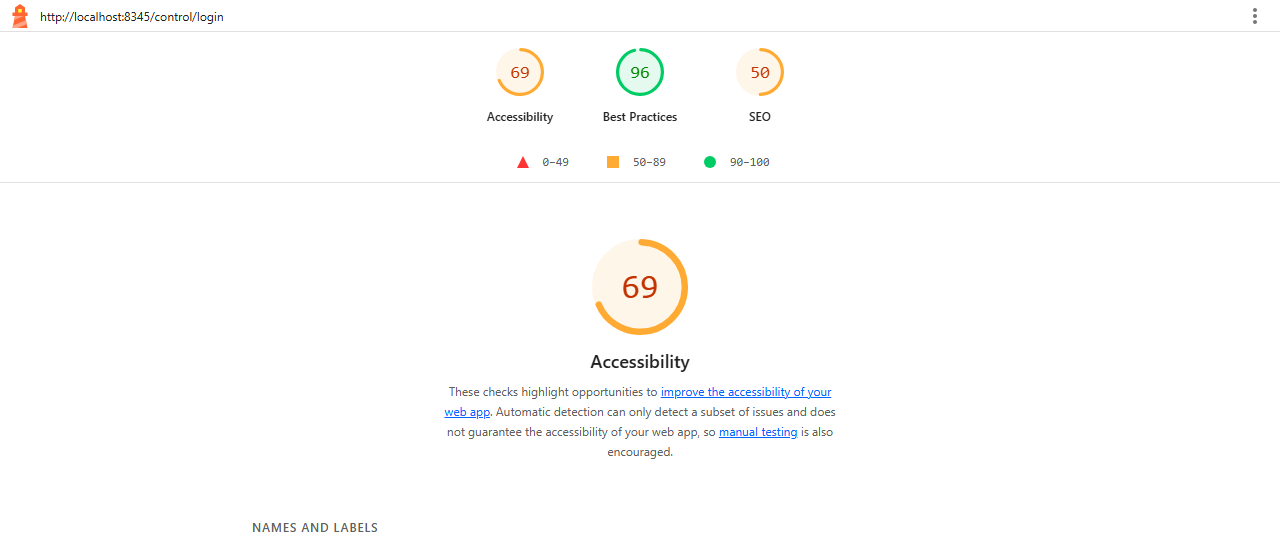 http://localhost:8345/control/login
69
96
50
Accessibility
Best Practices
SEO
0–49
50–89
90–100
69
Accessibility
These checks highlight opportunities to improve the accessibility of your
web app. Automatic detection can only detect a subset of issues and does
not guarantee the accessibility of your web app, so manual testing is also
encouraged.
NAMES AND LABELS